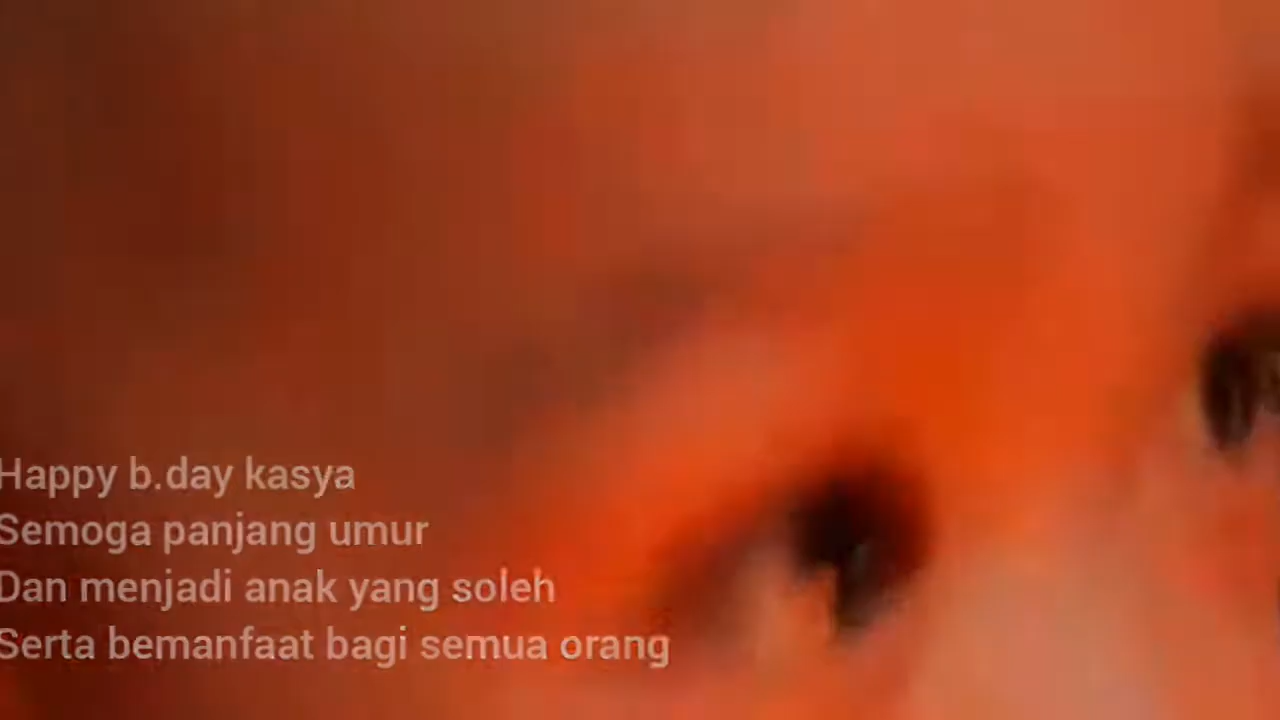 Happy b.day kasya
Semoga panjang umur
Dan menjadi anak yang soleh
Serta bemanfaat bagi semua orang